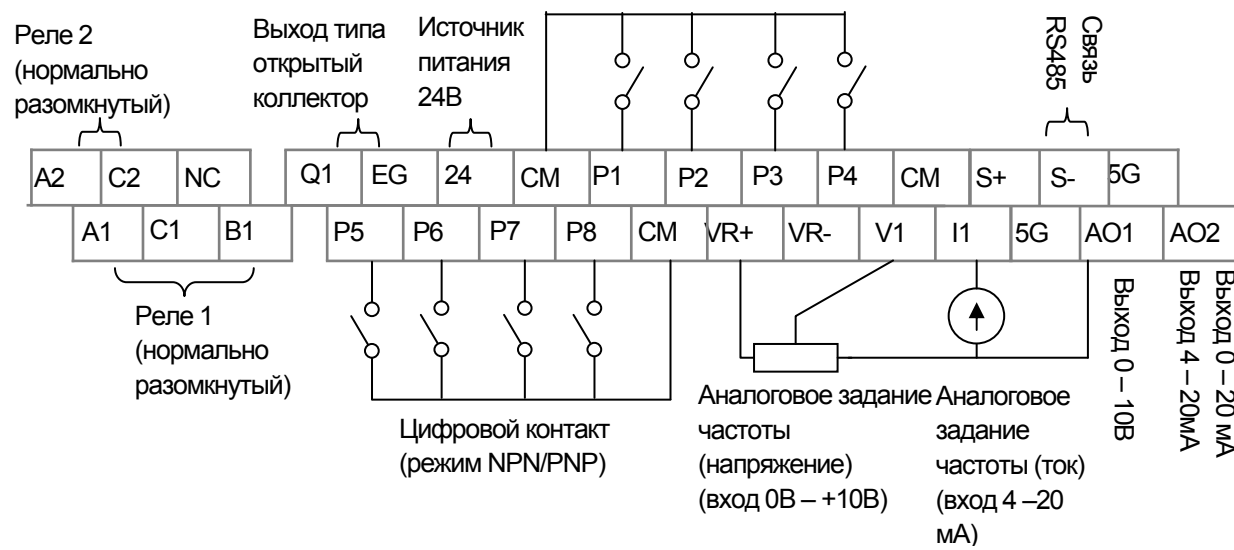 Реле 2
(нормально
разомкнутый)
Выход типа
открытый
коллектор
Источник
питания
24В
Связь
RS485
A2 C2 NC Q1 EG 24 CM P1 P2 P3 P4 CM S+ S- 5G
A1 C1 B1 P5 P6 P7 P8 CM VR+ VR- V1 I1 5G AO1 AO2
Реле 1
(нормально
разомкнутый)
Цифровой контакт
(режим NPN/PNP)
Аналоговое задание
частоты
(напряжение)
(вход 0В – +10В)
Аналоговое
задание
частоты (ток)
(вход 4 –20
мА)
Выход 0 – 10В
Выход 0 – 20 мА
Выход 4 – 20мА